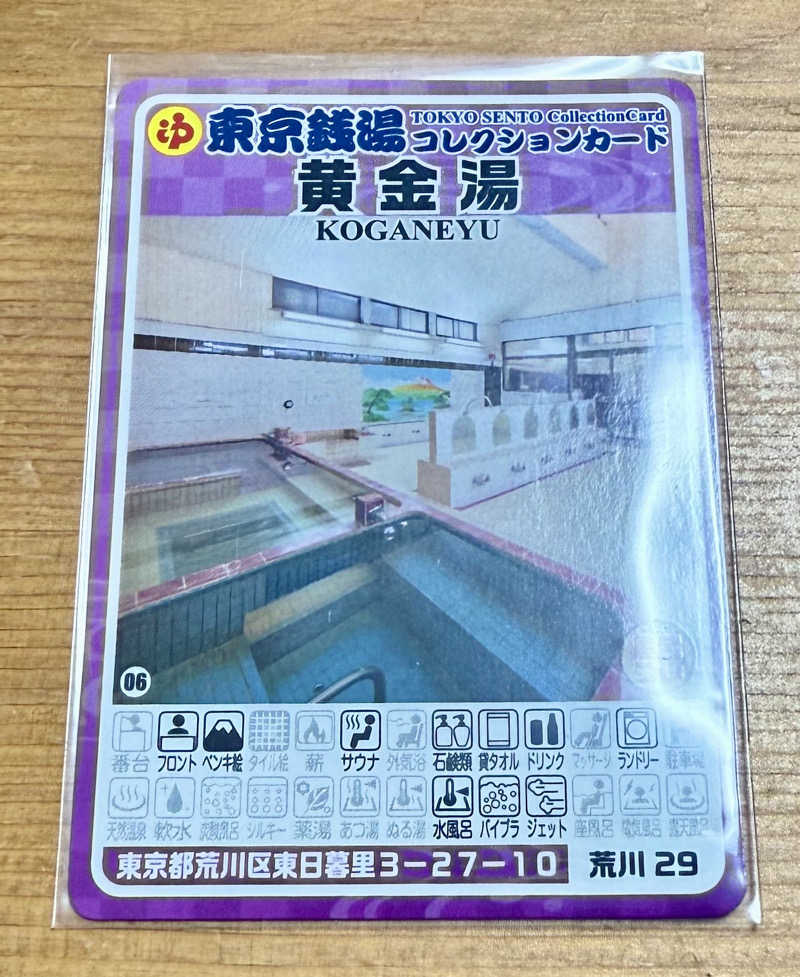 ゆ 東京銭湯 TOKYO SENTO CollectionCard
コレクションカード
黄金湯
KOGANEYU
06
番台 フロント ペンキ絵 タイル絵 薪 サウナ 外気浴 石鹸類 貸タオル ドリンク マッサージ ランドリー 駐車場
天然温泉 軟水 炭酸風呂 シルキー 薬湯 あつ湯 ぬる湯 水風呂 バイブラ ジェット 座風呂 電気風呂 露天風呂
東京都荒川区東日暮里3-27-10 荒川 29